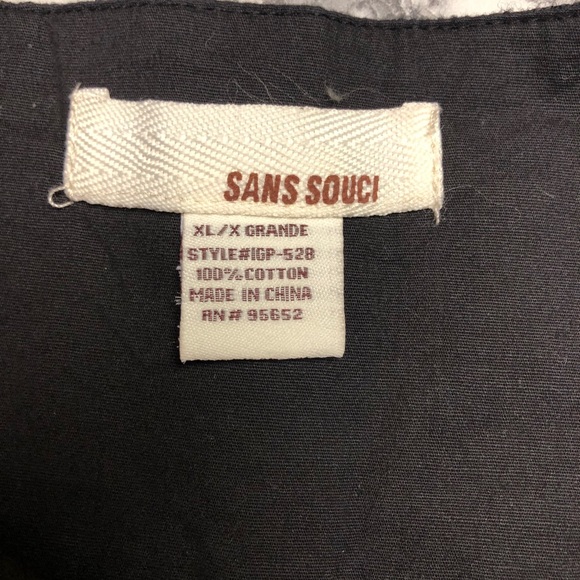 SANS SOUCI
XL/X GRANDE
STYLE#IGP-528
100% COTTON
MADE IN CHINA
RN# 95652